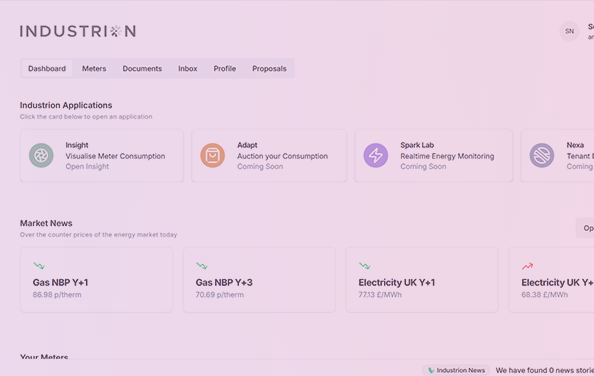 INDUSTRION
SN
Dashboard Meters Documents Inbox Profile Proposals
Industrion Applications
Click the card below to open an application
Insight
Visualise Meter Consumption
Open Insight
Adapt
Auction your Consumption
Coming Soon
Spark Lab
Realtime Energy Monitoring
Coming Soon
Nexa
Tenant
Coming
Market News
Over the counter prices of the energy market today
Op
Gas NBP Y+1
86.98 p/therm
Gas NBP Y+3
70.69 p/therm
Electricity UK Y+1
77.13 £/MWh
Electricity UK Y+
68.38 £/MWh
Your Meters
Industrion News
We have found 0 news storie